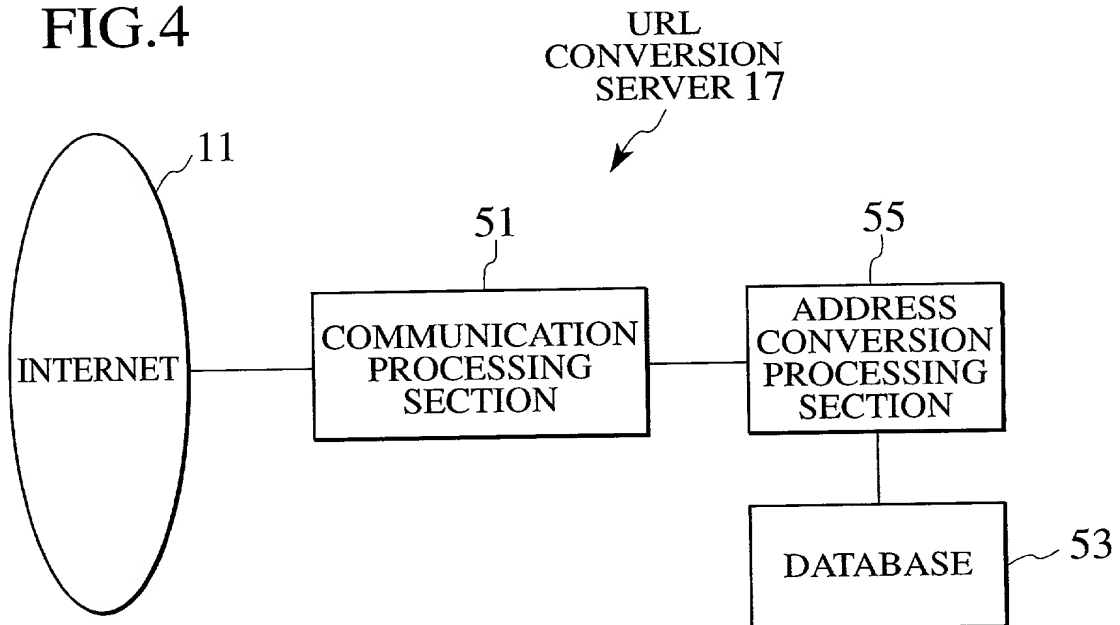 FIG.4
URL
CONVERSION
SERVER 17
11
51
55
INTERNET
COMMUNICATION
PROCESSING
SECTION
ADDRESS
CONVERSION
PROCESSING
SECTION
DATABASE
53